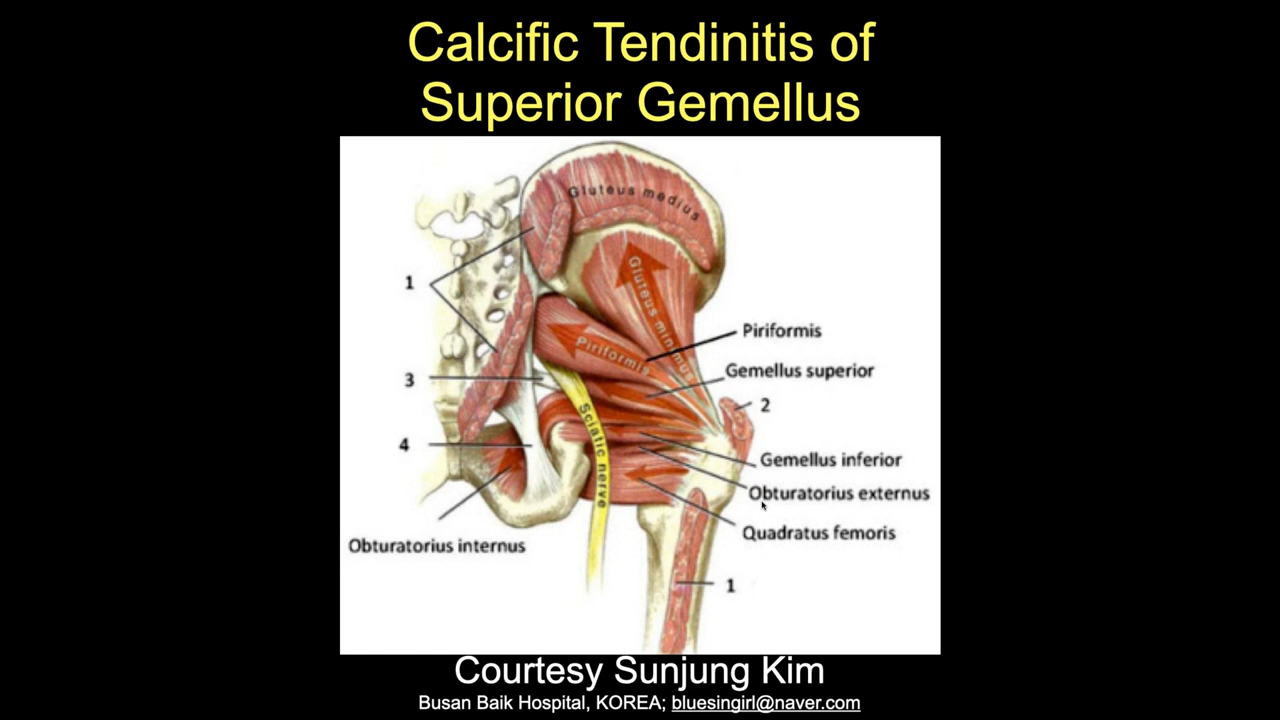 Calcific Tendinitis of
Superior Gemellus
Gluteus medius
1
Gluteus minimus
Piriformis
Piriformis
Gemellus superior
3
2
Sciatic nerve
4
Gemellus inferior
Obturatorius externus
Quadratus femoris
Obturatorius internus
1
Courtesy Sunjung Kim
Busan Baik Hospital, KOREA; bluesingirl@naver.com